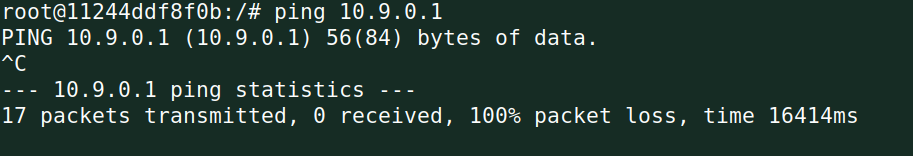 root@11244ddf8f0b:/# ping 10.9.0.1
PING 10.9.0.1 (10.9.0.1) 56(84) bytes of data.
^C
--- 10.9.0.1 ping statistics ---
17 packets transmitted, 0 received, 100% packet loss, time 16414ms